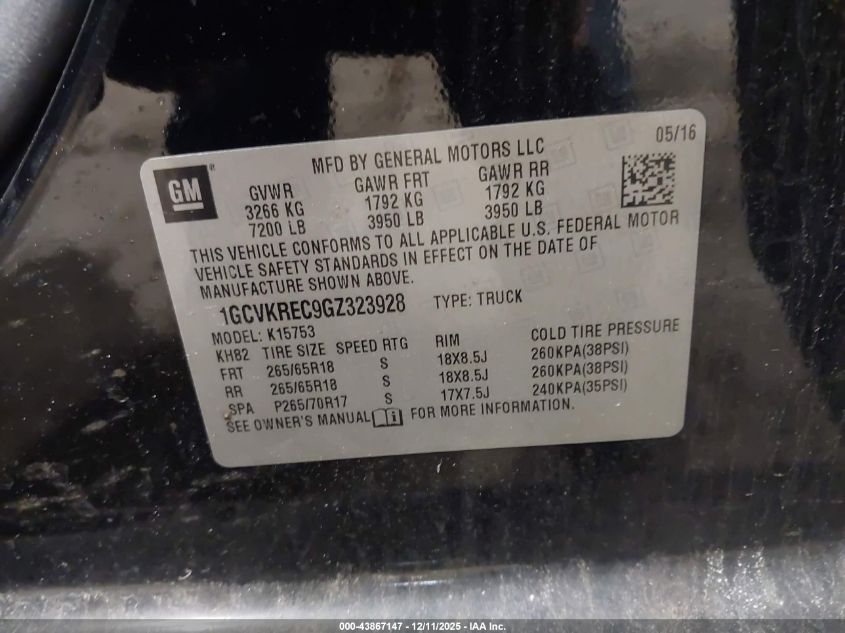 GM ®
MFD BY GENERAL MOTORS LLC 05/16
GVWR GAWR FRT GAWR RR
3266 KG 1792 KG 1792 KG
7200 LB 3950 LB 3950 LB
THIS VEHICLE CONFORMS TO ALL APPLICABLE U.S. FEDERAL MOTOR
VEHICLE SAFETY STANDARDS IN EFFECT ON THE DATE OF
MANUFACTURE SHOWN ABOVE.
1GCVKREC9GZ323928 TYPE: TRUCK
MODEL: K15753
KH82 TIRE SIZE SPEED RTG RIM COLD TIRE PRESSURE
FRT 265/65R18 S 18X8.5J 260KPA(38PSI)
RR 265/65R18 S 18X8.5J 260KPA(38PSI)
SPA P265/70R17 S 17X7.5J 240KPA(35PSI)
SEE OWNER'S MANUAL FOR MORE INFORMATION.
000-43867147 - 12/11/2025 - IAA Inc.